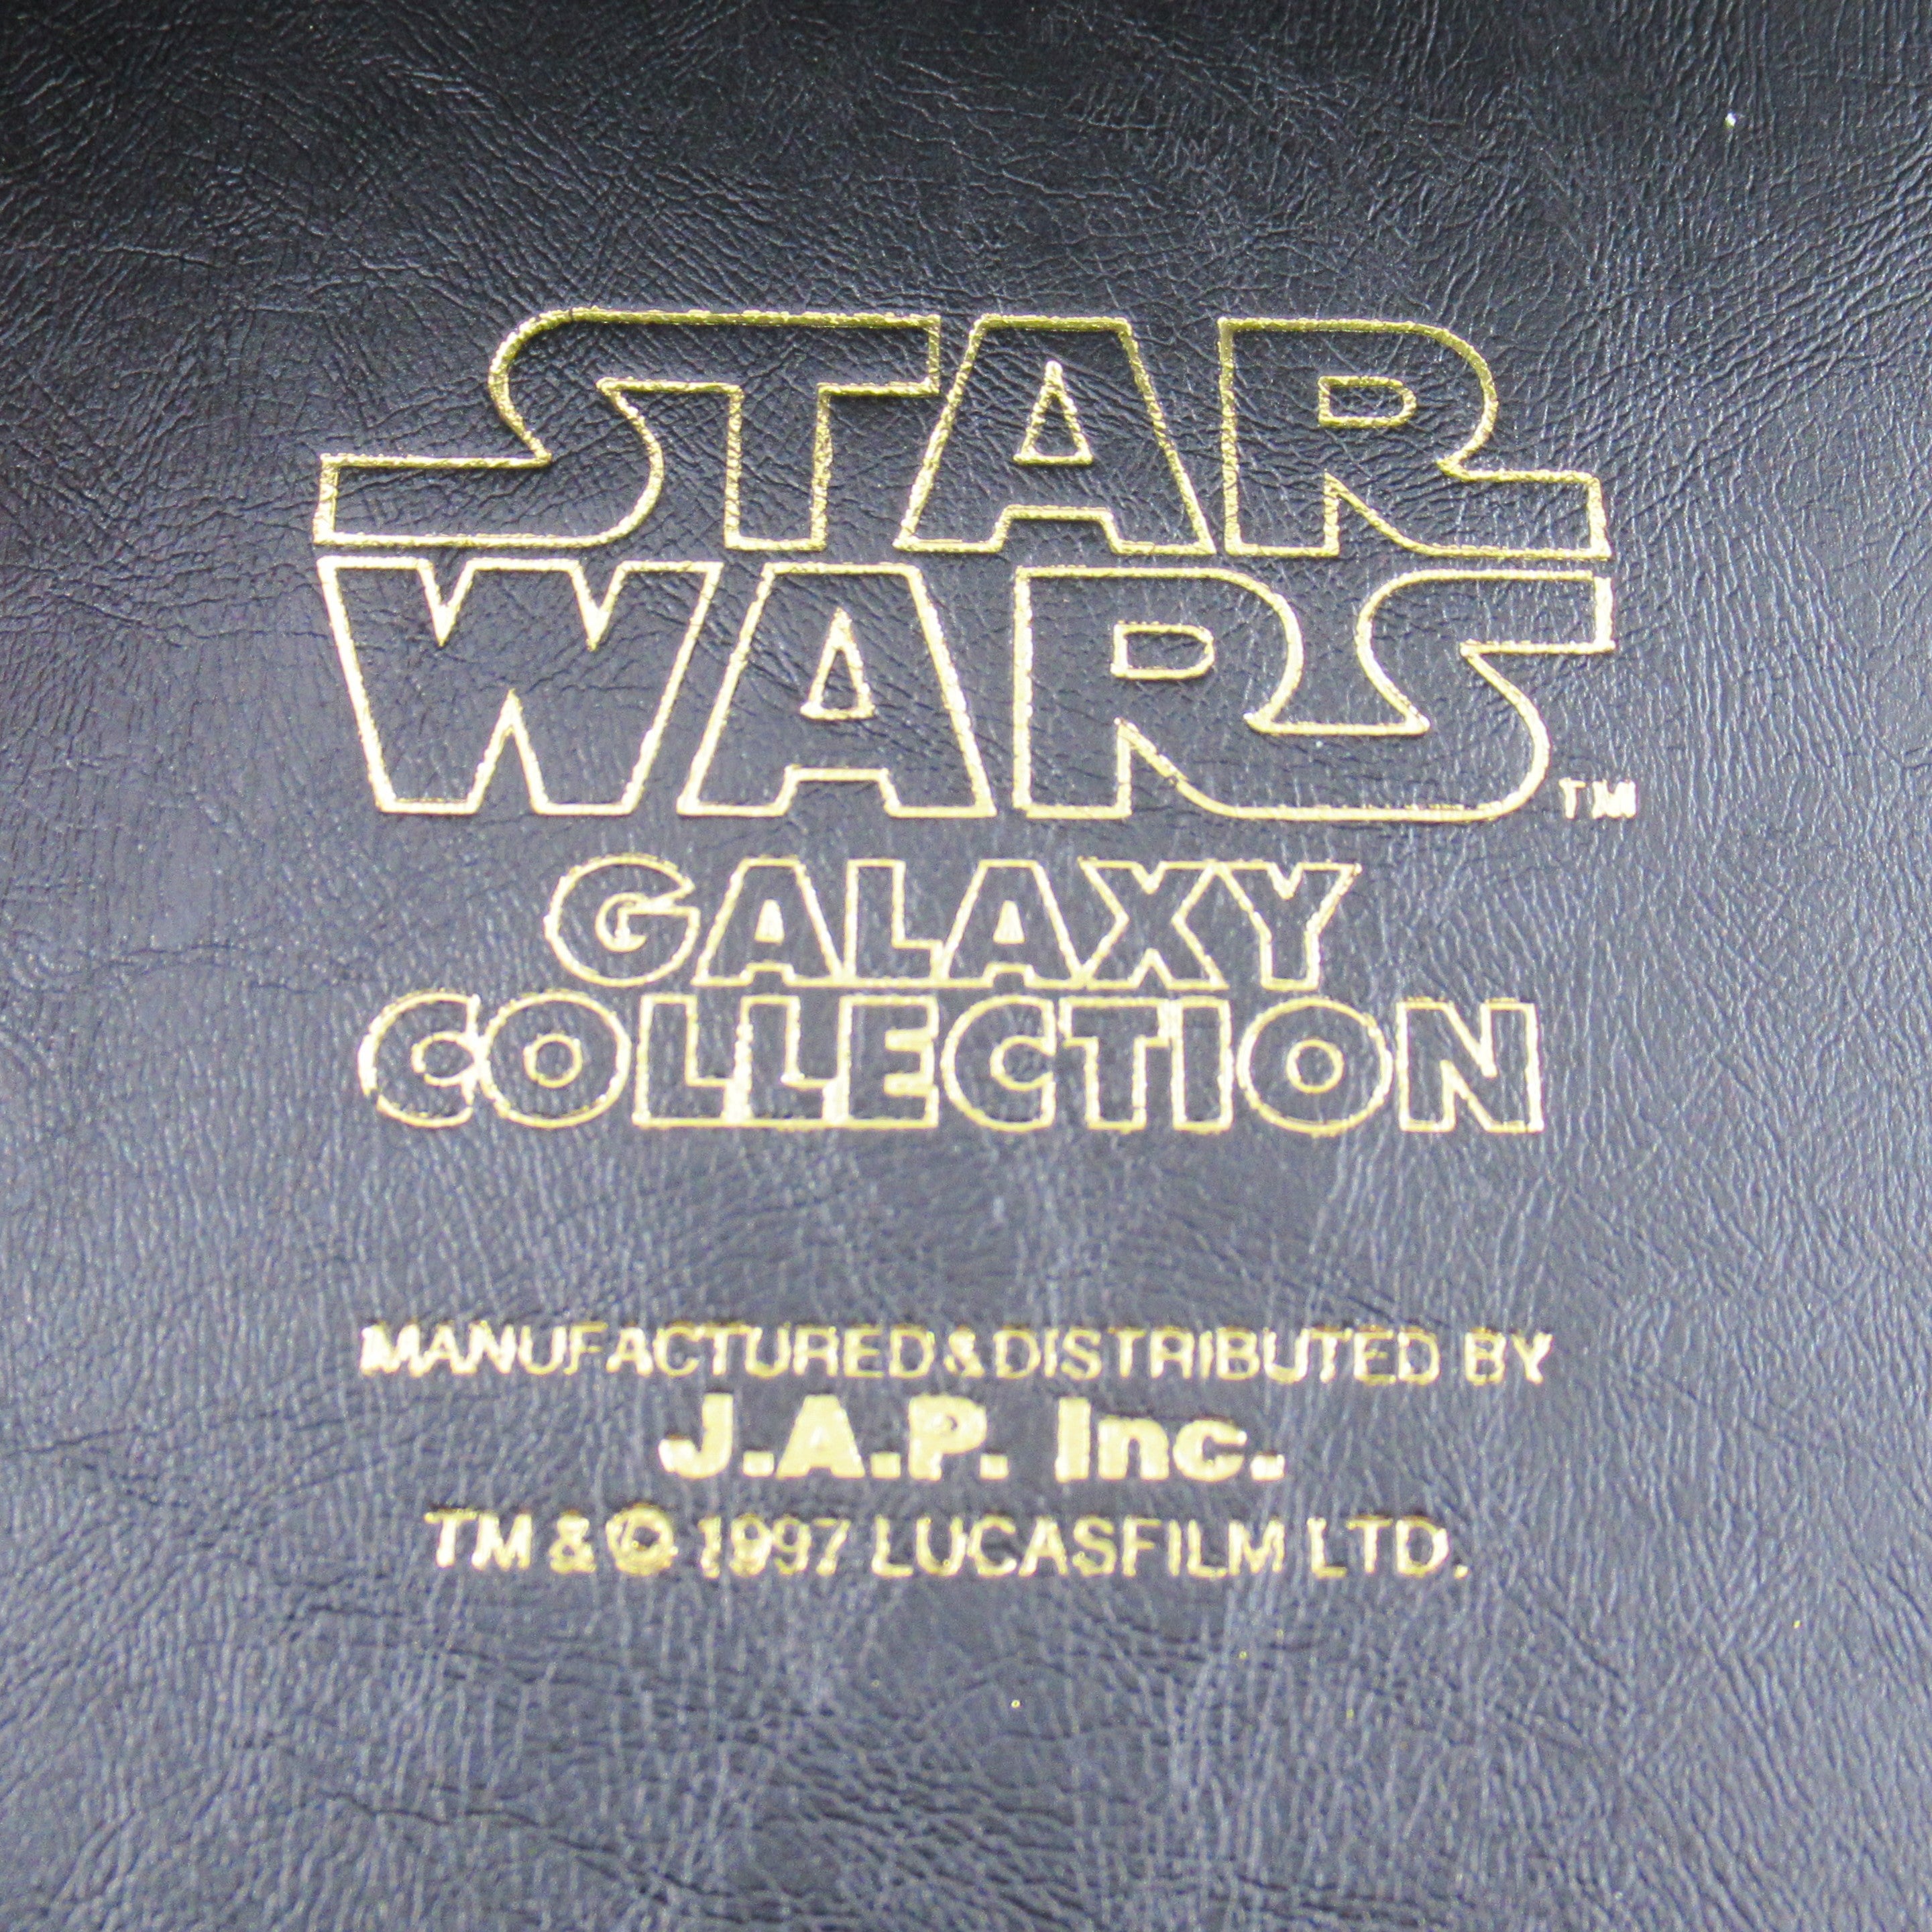 STAR
WARS™
GALAXY
COLLECTION
MANUFACTURED & DISTRIBUTED BY
J.A.P. Inc.
TM & © 1997 LUCASFILM LTD.